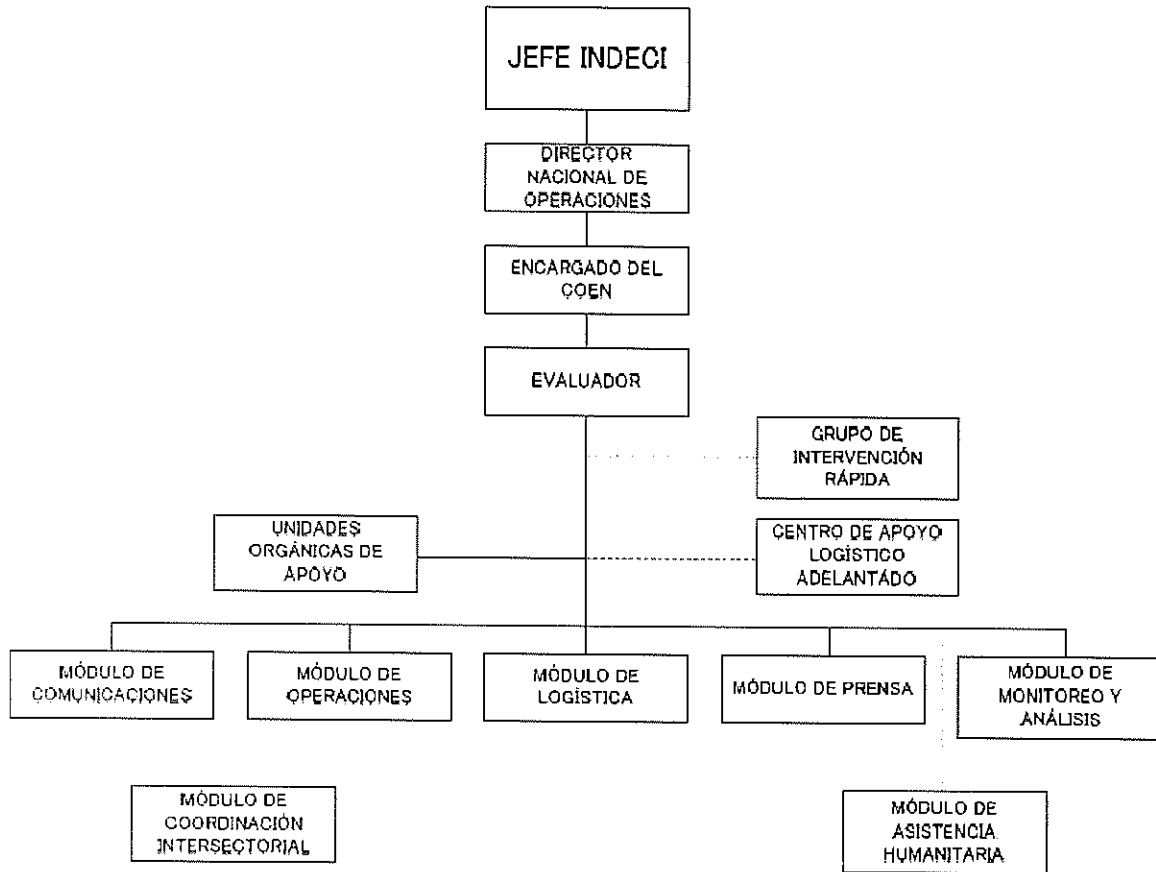 JEFE INDECI
DIRECTOR
NACIONAL DE
OPERACIONES
ENCARGADO DEL
COEN
EVALUADOR
GRUPO DE
INTERVENCIÓN
RÁPIDA
UNIDADES
ORGÁNICAS DE
APOYO
CENTRO DE APOYO
LOGÍSTICO
ADELANTADO
MÓDULO DE
COMUNICACIONES
MÓDULO DE
OPERACIONES
MÓDULO DE
LOGÍSTICA
MÓDULO DE PRENSA
MÓDULO DE
MONITOREO Y
ANÁLISIS
MÓDULO DE
COORDINACIÓN
INTERSECTORIAL
MÓDULO DE
ASISTENCIA
HUMANITARIA